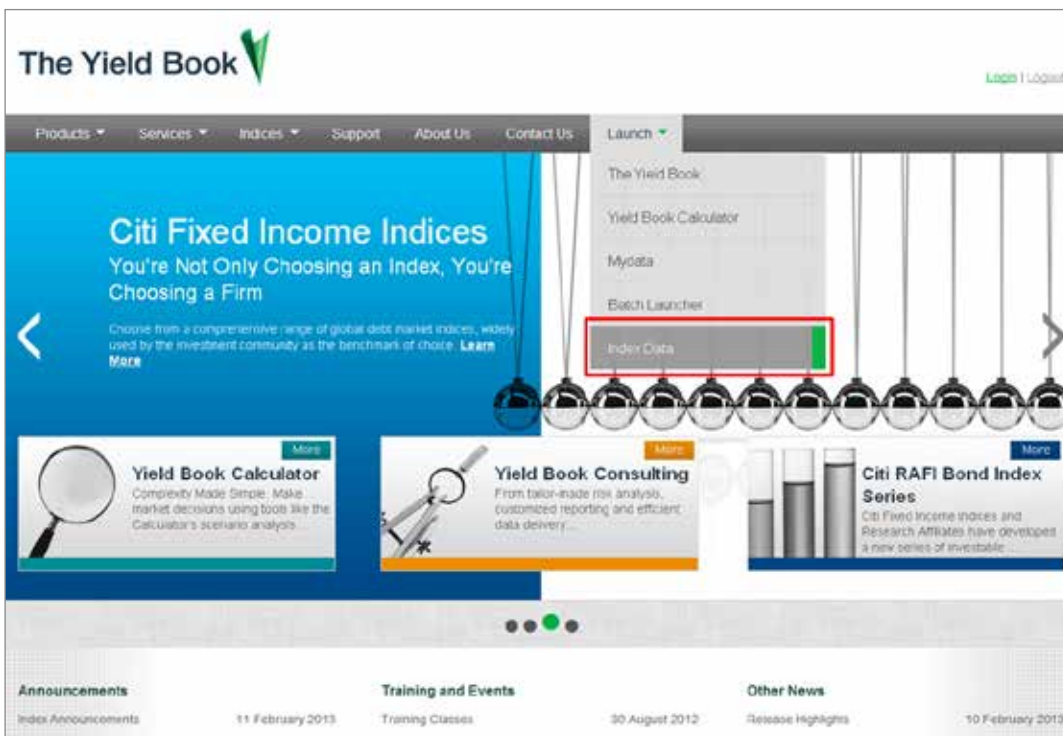 The Yield Book
Login | Logout
Products Services Indices Support About Us Contact Us Launch
The Yield Book
Yield Book Calculator
Mydata
Batch Launcher
Index Data
Citi Fixed Income Indices
You're Not Only Choosing an Index, You're
Choosing a Firm
Choose from a comprehensive range of global debt market indices, widely
used by the investment community as the benchmark of choice. Learn
More
More
Yield Book Calculator
Complexity Made Simple. Make
market decisions using tools like the
Calculator's scenario analysis...
More
Yield Book Consulting
From tailor-made risk analysis,
customized reporting and efficient
data delivery...
More
Citi RAFI Bond Index
Series
Citi Fixed Income Indices and
Research Affiliates have developed
a new series of investable...
Announcements
Index Announcements 11 February 2013
Training and Events
Training Classes 30 August 2012
Other News
Release Highlights 10 February 2013